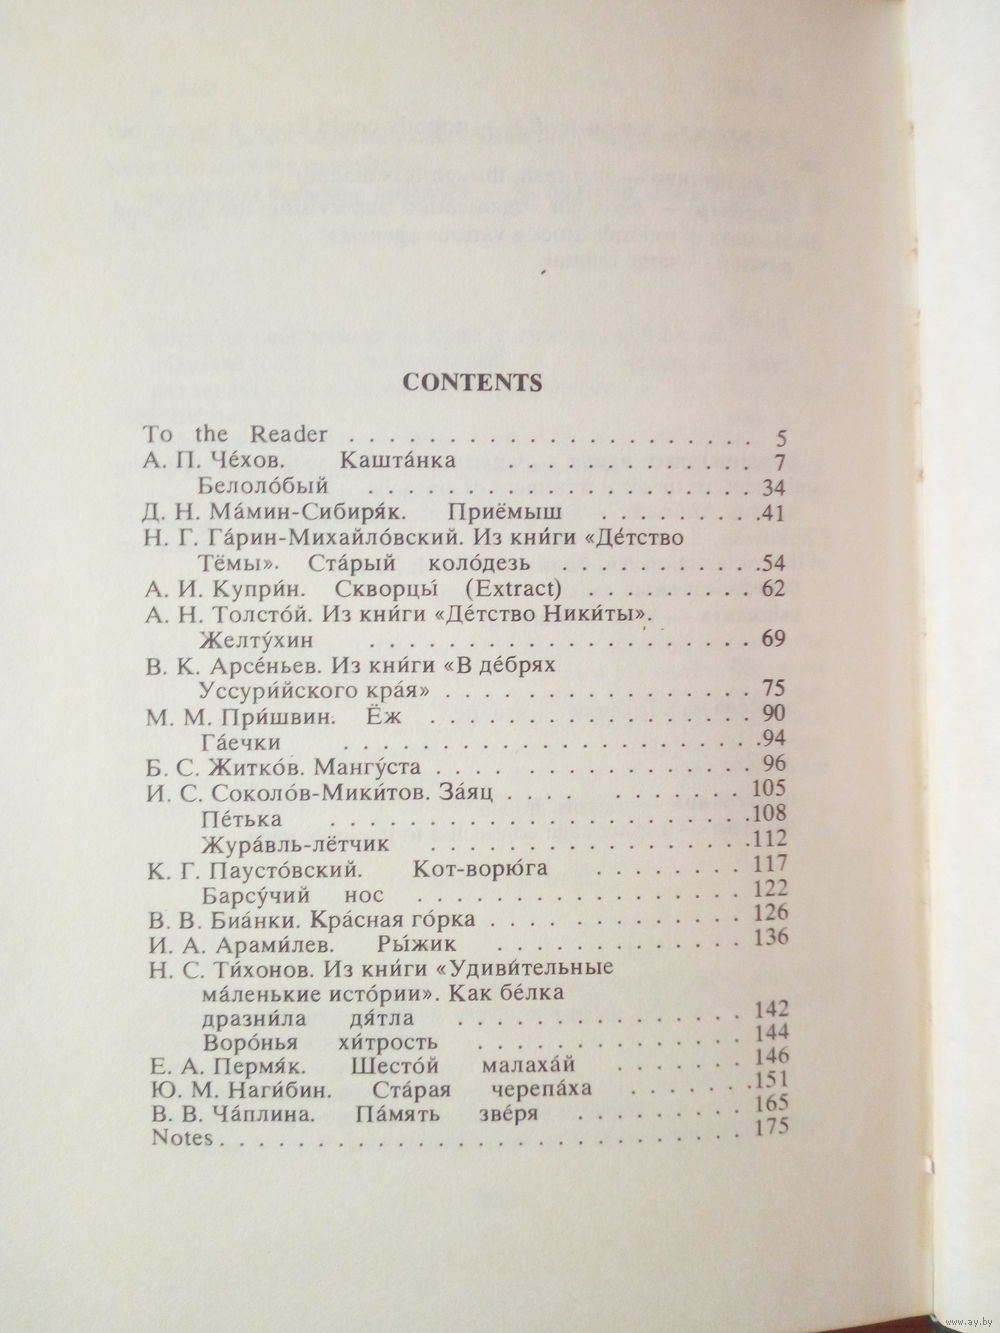 CONTENTS
To the Reader . . . . . . . . . . . . . . . . . . . . . . 5
А. П. Че́хов. Кашта́нка . . . . . . . . . . . . . 7
Белоло́бый . . . . . . . . . . . . . . . . . . . . . 34
Д. Н. Ма́мин-Сибиря́к. Приёмыш . . . . . . . . .41
Н. Г. Га́рин-Михайло́вский. Из кни́ги «Де́тство
Тёмы». Ста́рый коло́дезь . . . . . . . . . . .54
А. И. Купри́н. Скворцы́ (Extract) . . . . . . . . . 62
А. Н. Толсто́й. Из кни́ги «Де́тство Ники́ты».
Желту́хин . . . . . . . . . . . . . . . . . . . . 69
В. К. Арсе́ньев. Из кни́ги «В де́брях
Уссури́йского кра́я» . . . . . . . . . . . . . . . . 75
М. М. При́швин. Ёж . . . . . . . . . . . . . . . . . 90
Га́ечки . . . . . . . . . . . . . . . . . . . . . .94
Б. С. Житко́в. Мангу́ста . . . . . . . . . . . . . . . 96
И. С. Соколо́в-Мики́тов. За́яц . . . . . . . . . . . 105
Пе́тька . . . . . . . . . . . . . . . . . . . . . .108
Жура́вль-лётчик . . . . . . . . . . . . . . . . .112
К. Г. Паусто́вский. Кот-ворю́га . . . . . . . . 117
Барсу́чий нос . . . . . . . . . . . . . . . . . 122
В. В. Биа́нки. Кра́сная го́рка . . . . . . . . . . . . . 126
И. А. Арами́лев. Ры́жик . . . . . . . . . . . . . 136
Н. С. Ти́хонов. Из кни́ги «Удиви́тельные
ма́ленькие исто́рии». Как бе́лка
дразни́ла дя́тла . . . . . . . . . . . . . . . 142
Воро́нья хи́трость . . . . . . . . . . . . . . 144
Е. А. Пермя́к. Шесто́й малаха́й . . . . . . . 146
Ю. М. Наги́бин. Ста́рая черепа́ха . . . . . . .151
В. В. Ча́плина. Па́мять зве́ря . . . . . . . . . 165
Notes . . . . . . . . . . . . . . . . . . . . . . . . . . 175
www.ay.by